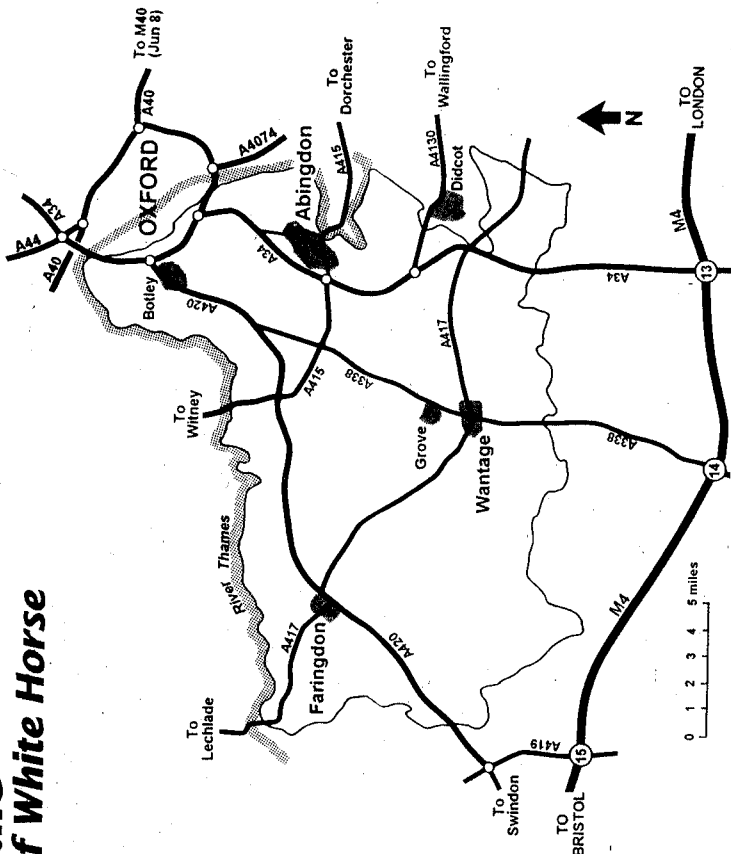 f White Horse
To M40
(Jun 8)
A40
A34
A44
A40
OXFORD
A4074
To
Dorchester
A415
Abingdon
To
Wallingford
A4130
Didcot
N
TO
LONDON
M4
13
A34
A34
Botley
A420
To
Witney
A415
A338
A417
Grove
Wantage
A338
14
River Thames
To
Lechlade
A417
Faringdon
A420
M4
0 1 2 3 4 5 miles
To
Swindon
A419
15
TO
BRISTOL